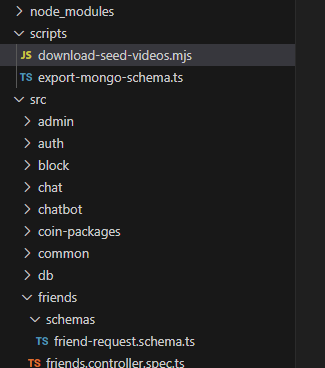 node_modules
scripts
JS download-seed-videos.mjs
TS export-mongo-schema.ts
src
admin
auth
block
chat
chatbot
coin-packages
common
db
friends
schemas
TS friend-request.schema.ts
TS friends.controller.spec.ts